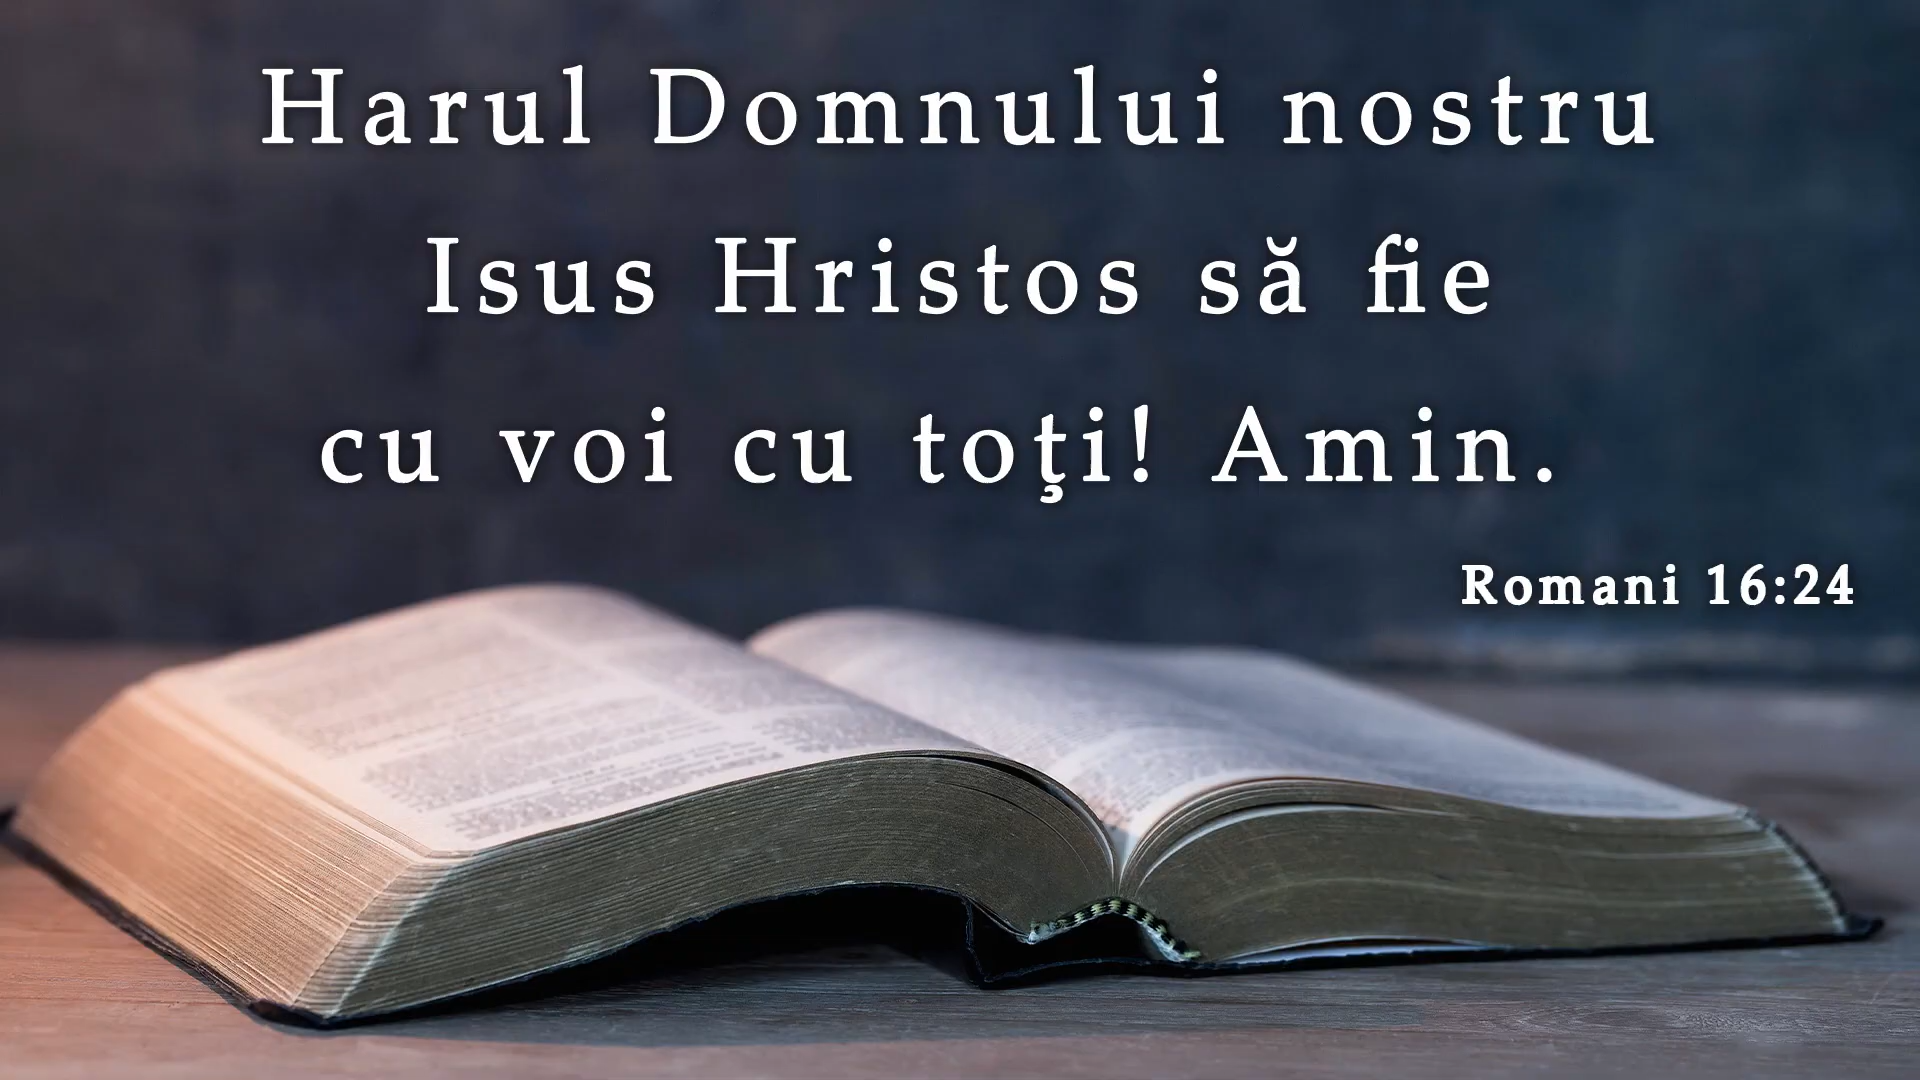 Harul Domnului nostru
Isus Hristos să fie
cu voi cu toţi! Amin.
Romani 16:24